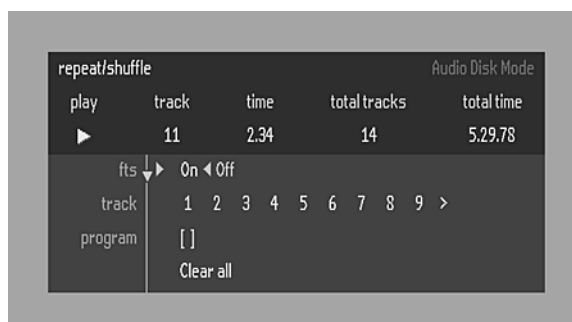 repeat/shuffle Audio Disk Mode
play track time total tracks total time
11 2.34 14 5.29.78
fts On Off
track 1 2 3 4 5 6 7 8 9 >
program [ ]
Clear all